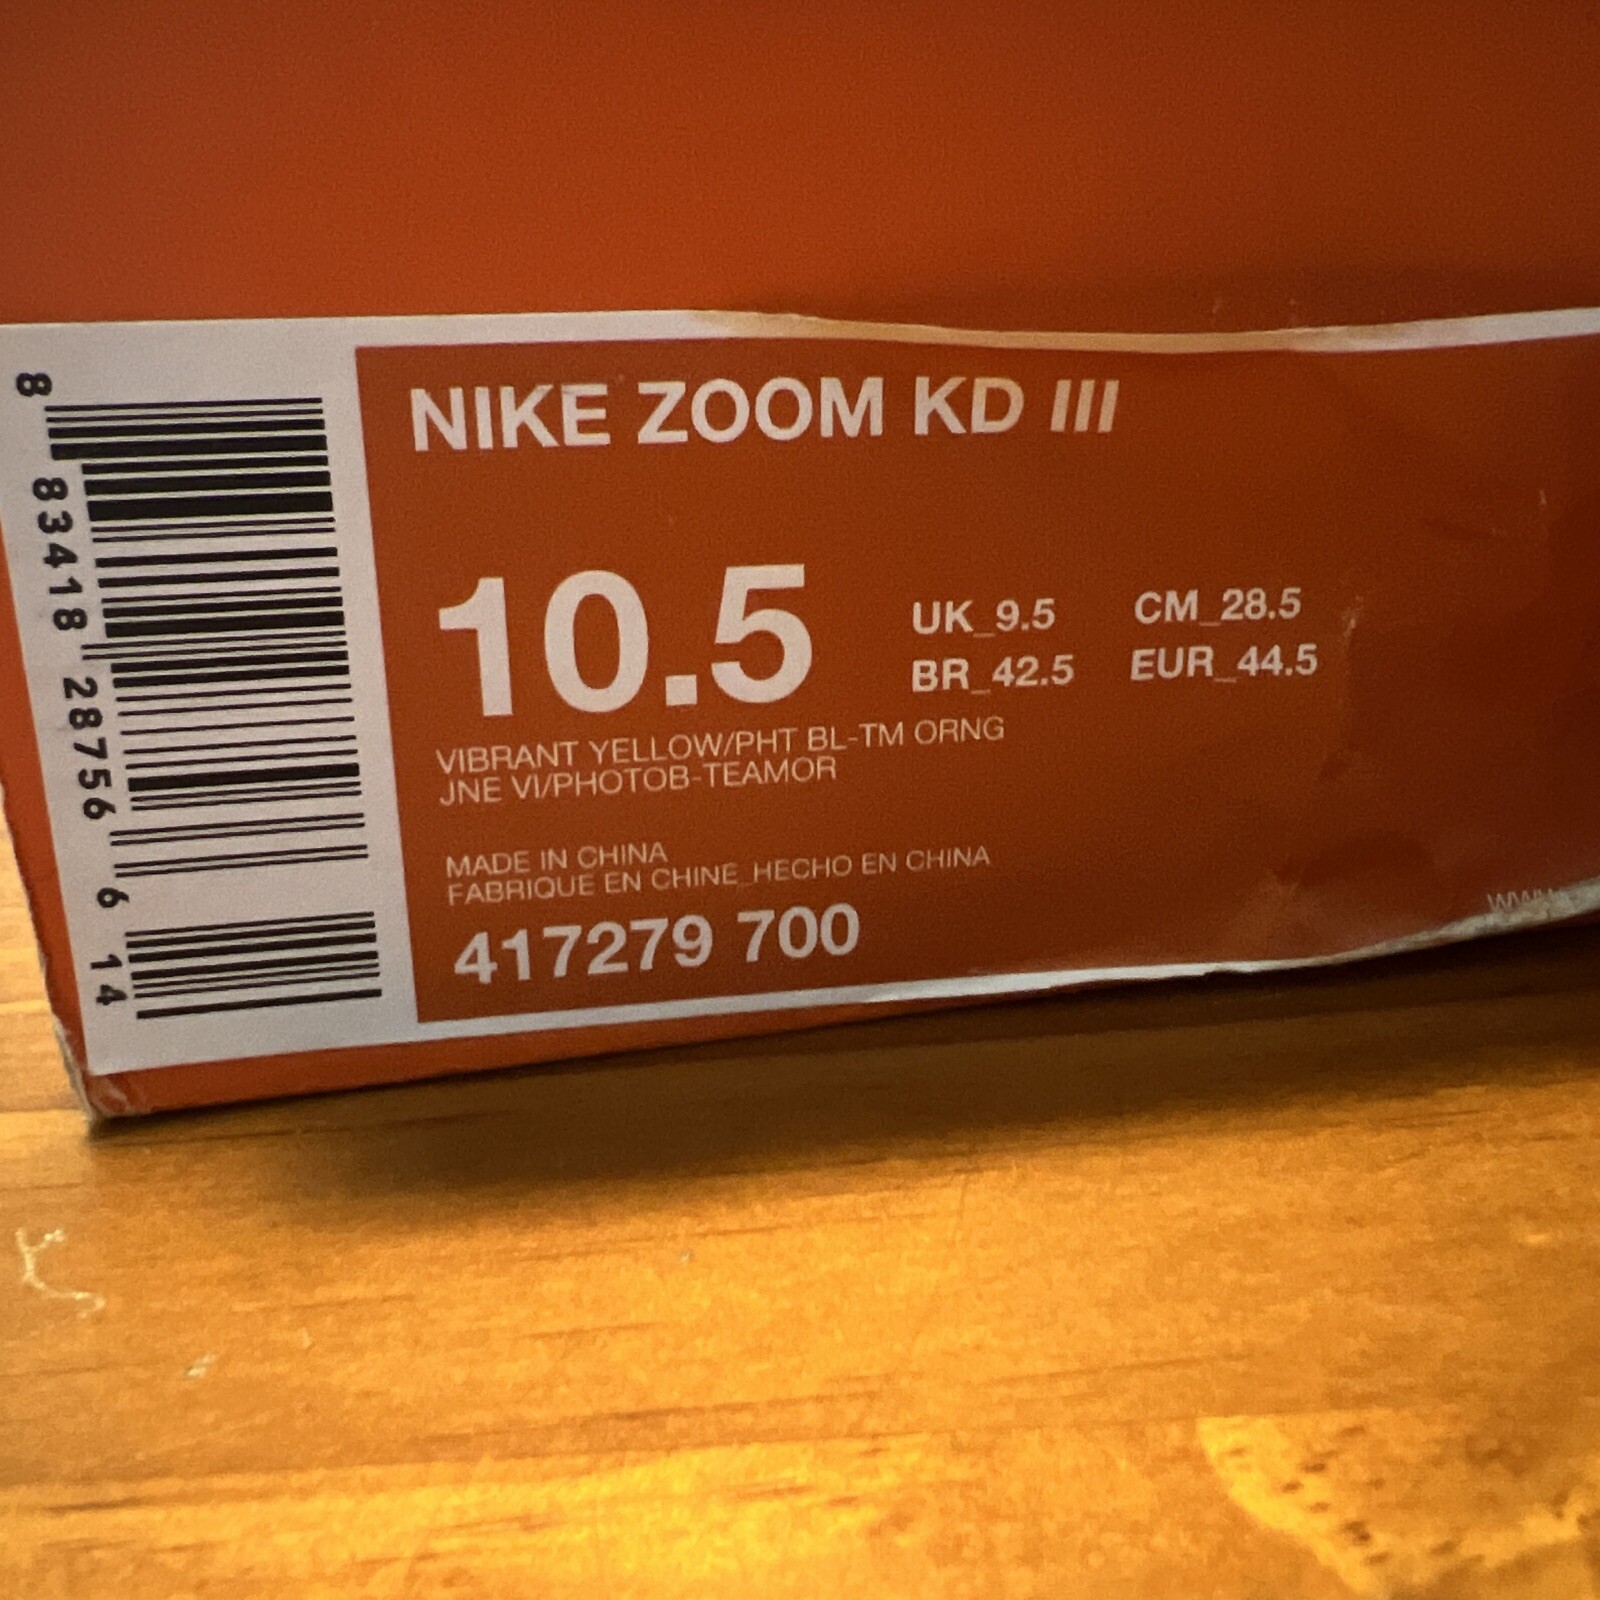 NIKE ZOOM KD III
10.5
UK_9.5 CM_28.5
BR_42.5 EUR_44.5
VIBRANT YELLOW/PHT BL-TM ORNG
JNE VI/PHOTOB-TEAMOR
MADE IN CHINA
FABRIQUE EN CHINE_HECHO EN CHINA
417279 700
8 83418 28756 6 14